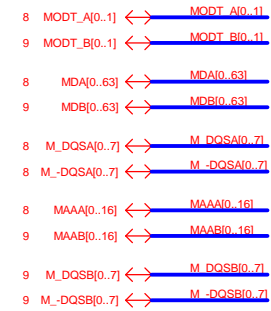 8 MODT_A[0..1] MODT_A[0..1]
9 MODT_B[0..1] MODT_B[0..1]
8 MDA[0..63] MDA[0..63]
9 MDB[0..63] MDB[0..63]
8 M_DQSA[0..7] M_DQSA[0..7]
8 M_-DQSA[0..7] M_-DQSA[0..7]
8 MAAA[0..16] MAAA[0..16]
9 MAAB[0..16] MAAB[0..16]
9 M_DQSB[0..7] M_DQSB[0..7]
9 M_-DQSB[0..7] M_-DQSB[0..7]